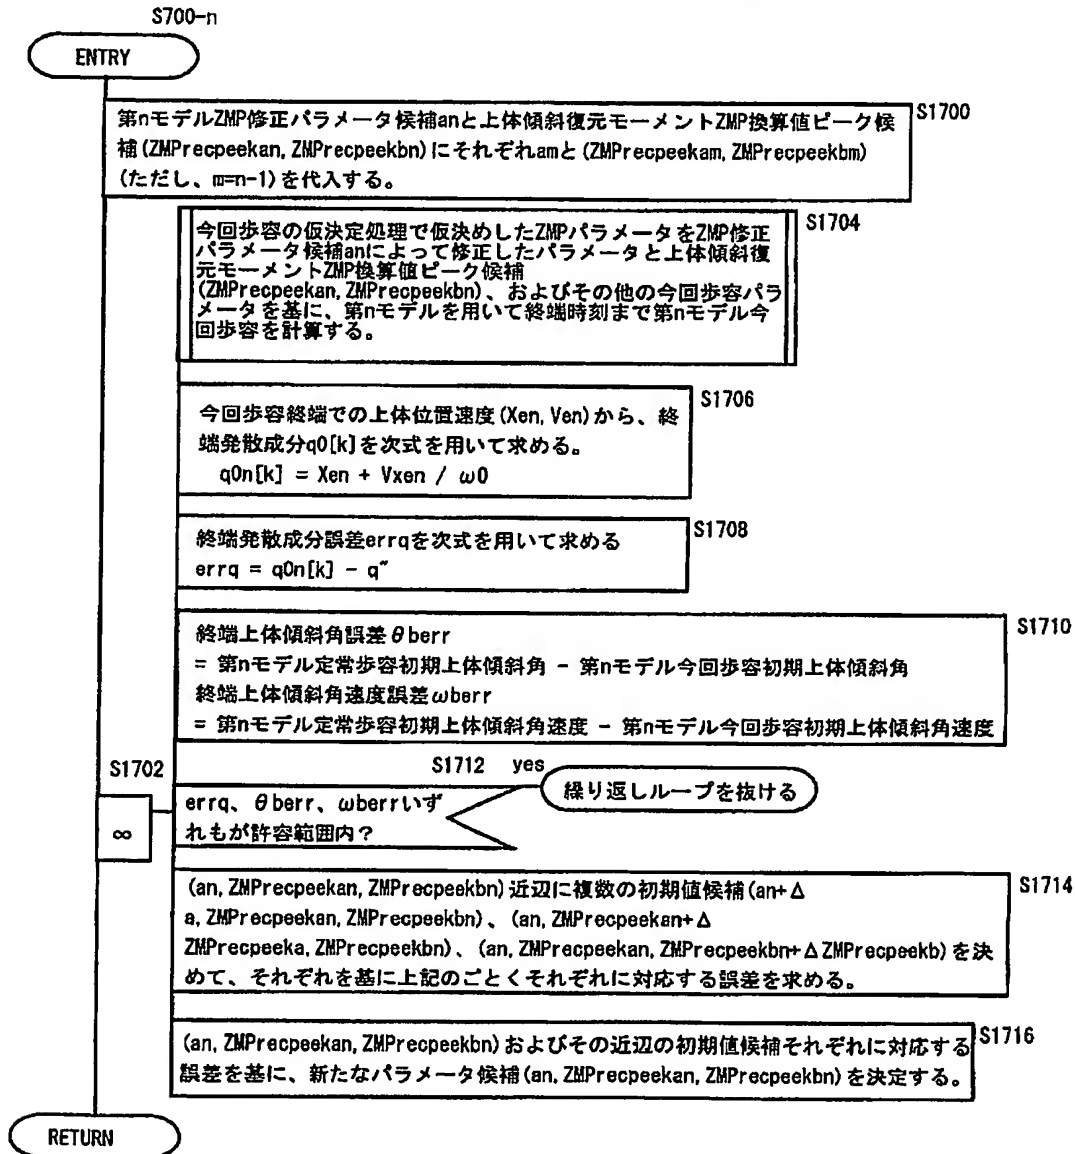 S700-n
ENTRY
S1700
第nモデルZMP修正パラメータ候補anと上体傾斜復元モーメントZMP換算値ピーク候
補(ZMPrecpeekan, ZMPrecpeekbn)にそれぞれamと(ZMPrecpeekam, ZMPrecpeekbm)
(ただし、m=n-1)を代入する。
S1704
今回歩容の仮決定処理で仮決めしたZMPパラメータをZMP修正
パラメータ候補anによって修正したパラメータと上体傾斜復
元モーメントZMP換算値ピーク候補
(ZMPrecpeekan, ZMPrecpeekbn)、およびその他の今回歩容パラ
メータを基に、第nモデルを用いて終端時刻まで第nモデル今
回歩容を計算する。
S1706
今回歩容終端での上体位置速度(Xen, Ven)から、終
端発散成分q0[k]を次式を用いて求める。
q0n[k] = Xen + Vxen / ω0
S1708
終端発散成分誤差errqを次式を用いて求める
errq = q0n[k] - q"
S1710
終端上体傾斜角誤差θberr
= 第nモデル定常歩容初期上体傾斜角 - 第nモデル今回歩容初期上体傾斜角
終端上体傾斜角速度誤差ωberr
= 第nモデル定常歩容初期上体傾斜角速度 - 第nモデル今回歩容初期上体傾斜角速度
S1702
∞
S1712 yes
errq、θberr、ωberrいず
れもが許容範囲内?
繰り返しループを抜ける
S1714
(an, ZMPrecpeekan, ZMPrecpeekbn)近辺に複数の初期値候補(an+Δ
a, ZMPrecpeekan, ZMPrecpeekbn)、(an, ZMPrecpeekan+Δ
ZMPrecpeeka, ZMPrecpeekbn)、(an, ZMPrecpeekan, ZMPrecpeekbn+ΔZMPrecpeekb)を決
めて、それぞれを基に上記のごとくそれぞれに対応する誤差を求める。
S1716
(an, ZMPrecpeekan, ZMPrecpeekbn)およびその近辺の初期値候補それぞれに対応する
誤差を基に、新たなパラメータ候補(an, ZMPrecpeekan, ZMPrecpeekbn)を決定する。
RETURN